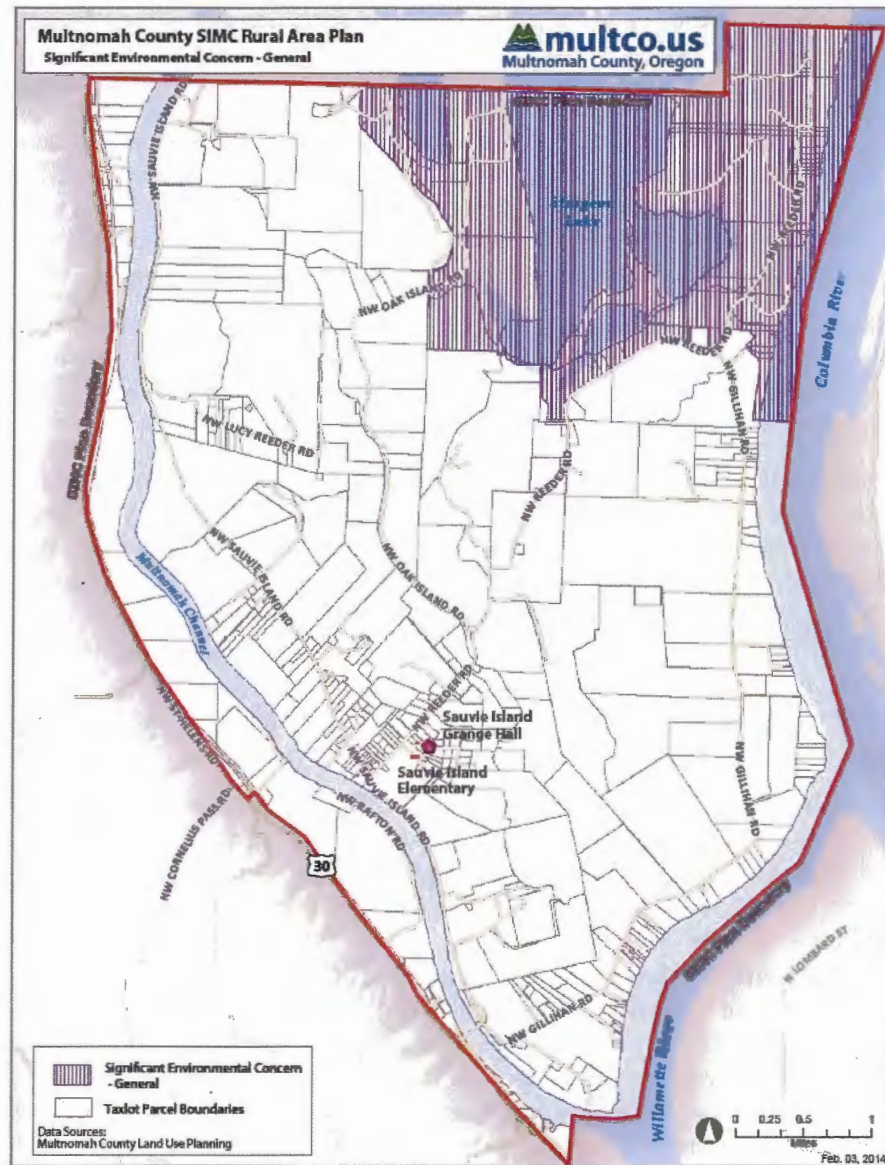 Multnomah County SIMC Rural Area Plan
Significant Environmental Concern - General
multco.us
Multnomah County, Oregon
NW SAUVIE ISLAND RD
Sturgeon
Lake
NW REEDER RD
NW OAK ISLAND RD
Columbia River
NW REEDER RD
NW GILLIHAN RD
SIMC Plan Boundary
NW LUCY REEDER RD
NW REEDER RD
NW SAUVIE ISLAND RD
NW OAK ISLAND RD
Multnomah Channel
NW REEDER RD
NW ST HELENS RD
Sauvie Island
Grange Hall
Sauvie Island
Elementary
NW SAUVIE ISLAND RD
NW RAFTON RD
NW GILLIHAN RD
NW CORNELIUS PASS RD
30
N LOMBARD ST
NW GILLIHAN RD
Willamette River
Significant Environmental Concern
- General
Taxlot Parcel Boundaries
Data Sources:
Multnomah County Land Use Planning
0 0.25 0.5 1
Miles
Feb. 03, 2014